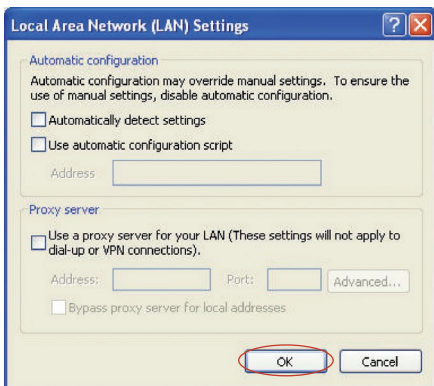 Local Area Network (LAN) Settings
Automatic configuration
Automatic configuration may override manual settings. To ensure the
use of manual settings, disable automatic configuration.
Automatically detect settings
Use automatic configuration script
Address
Proxy server
Use a proxy server for your LAN (These settings will not apply to
dial-up or VPN connections).
Address: Port: Advanced...
Bypass proxy server for local addresses
OK Cancel